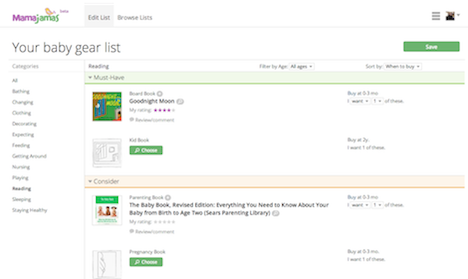 beta
Mamajamas
Edit List
Browse Lists
Your baby gear list
Save
Categories
Reading
Filter by Age: All ages
Sort by: When to buy
All
Bathing
Changing
Clothing
Decorating
Expecting
Feeding
Getting Around
Nursing
Playing
Reading
Sleeping
Staying Healthy
Must-Have
Board Book
Goodnight Moon
My rating:
Review/comment
Buy at 0-3 mo
I want 1 of these.
Kid Book
Choose
Buy at 2y.
I want 1 of these.
Consider
Parenting Book
The Baby Book, Revised Edition: Everything You Need to Know About Your
Baby from Birth to Age Two (Sears Parenting Library)
My rating:
Review/comment
Buy at 0-3 mo
I want 1 of these.
Pregnancy Book
Choose
Buy at 0-3 mo.
I want 1 of these.